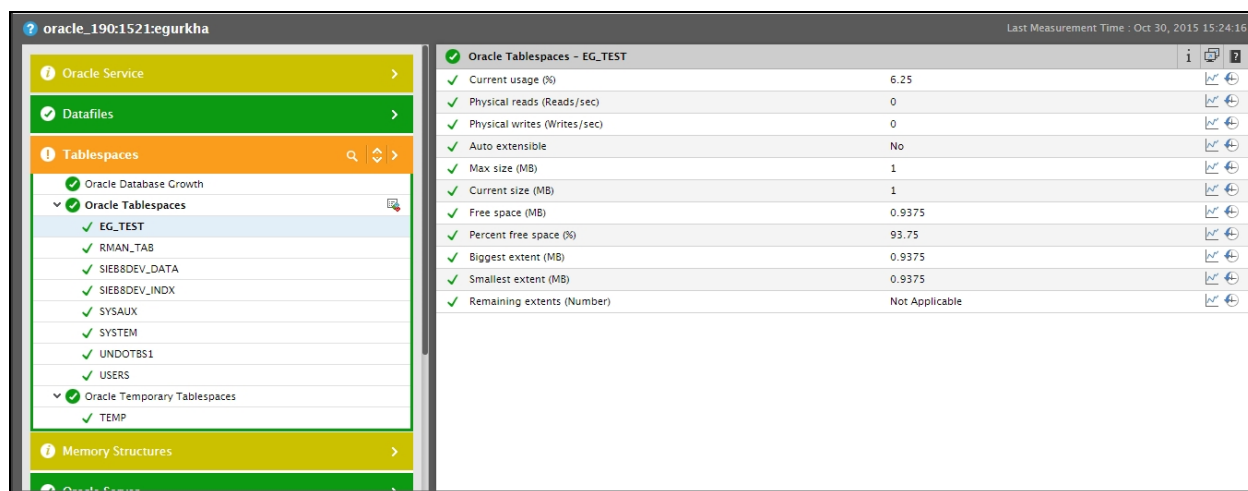 oracle_190:1521:egurkha
Last Measurement Time : Oct 30, 2015 15:24:16
Oracle Service
Datafiles
Tablespaces
Oracle Database Growth
Oracle Tablespaces
EG_TEST
RMAN_TAB
SIEB8DEV_DATA
SIEB8DEV_INDX
SYSAUX
SYSTEM
UNDOTBS1
USERS
Oracle Temporary Tablespaces
TEMP
Memory Structures
Oracle Server
Oracle Tablespaces - EG_TEST
Current usage (%) 6.25
Physical reads (Reads/sec) 0
Physical writes (Writes/sec) 0
Auto extensible No
Max size (MB) 1
Current size (MB) 1
Free space (MB) 0.9375
Percent free space (%) 93.75
Biggest extent (MB) 0.9375
Smallest extent (MB) 0.9375
Remaining extents (Number) Not Applicable